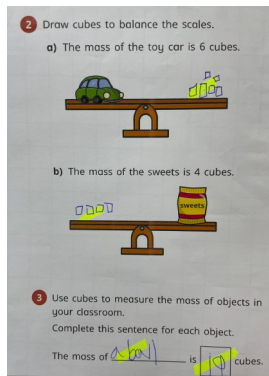 2 Draw cubes to balance the scales.
a) The mass of the toy car is 6 cubes.
b) The mass of the sweets is 4 cubes.
sweets
3 Use cubes to measure the mass of objects in
your classroom.
Complete this sentence for each object.
The mass of is cubes.